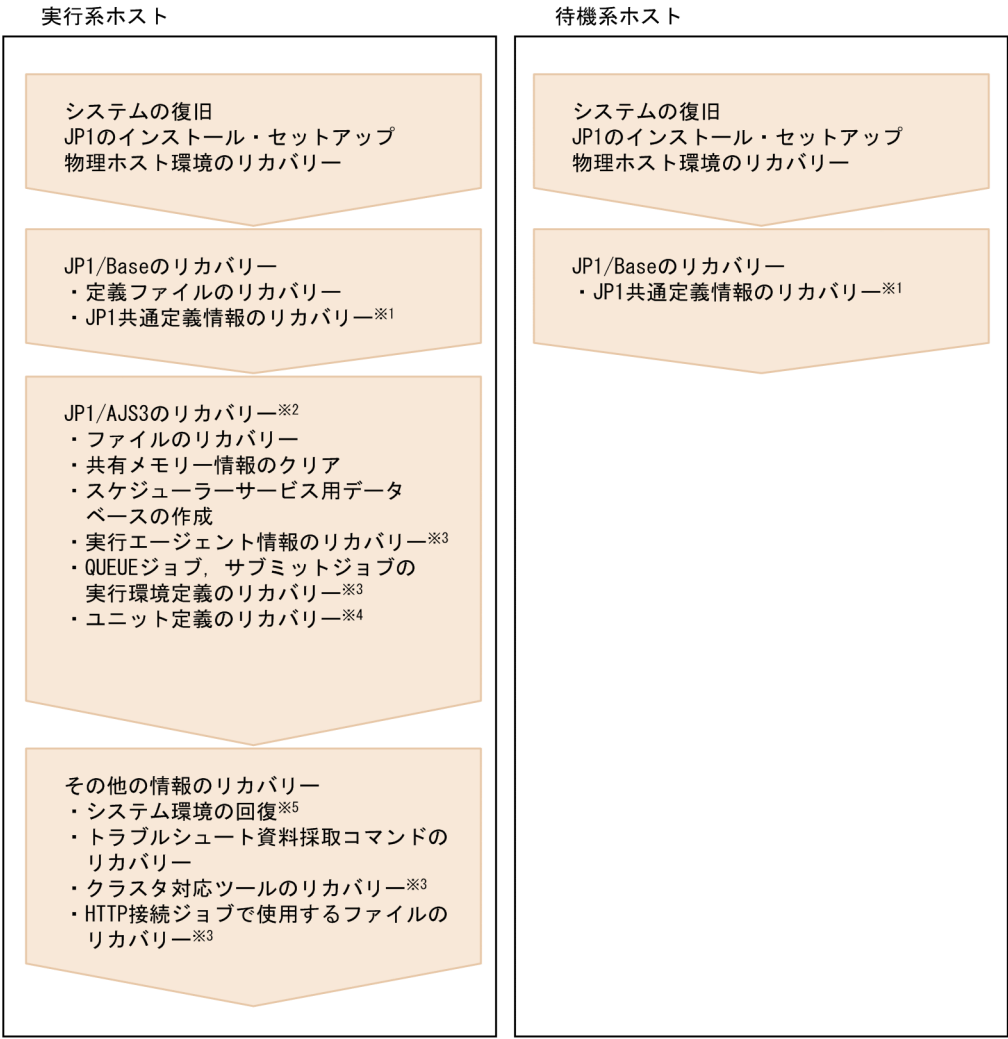 実行系ホスト
システムの復旧
JP1のインストール・セットアップ
物理ホスト環境のリカバリー
JP1/Baseのリカバリー
・定義ファイルのリカバリー
・JP1共通定義情報のリカバリー※1
JP1/AJS3のリカバリー※2
・ファイルのリカバリー
・共有メモリー情報のクリア
・スケジューラーサービス用データ
ベースの作成
・実行エージェント情報のリカバリー※3
・QUEUEジョブ，サブミットジョブの
実行環境定義のリカバリー※3
・ユニット定義のリカバリー※4
その他の情報のリカバリー
・システム環境の回復※5
・トラブルシュート資料採取コマンドの
リカバリー
・クラスタ対応ツールのリカバリー※3
・HTTP接続ジョブで使用するファイルの
リカバリー※3
待機系ホスト
システムの復旧
JP1のインストール・セットアップ
物理ホスト環境のリカバリー
JP1/Baseのリカバリー
・JP1共通定義情報のリカバリー※1